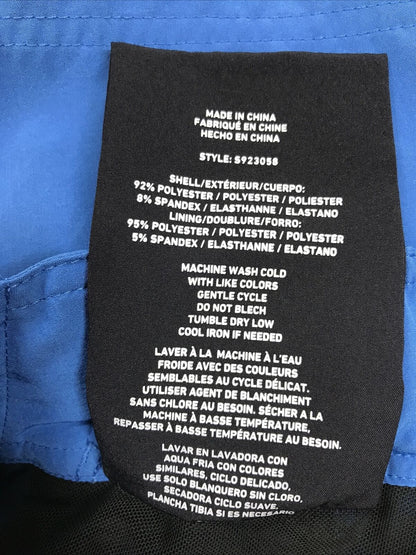 MADE IN CHINA
FABRIQUÉ EN CHINE
HECHO EN CHINA
STYLE: S923058
SHELL/EXTÉRIEUR/CUERPO:
92% POLYESTER / POLYESTER / POLIESTER
8% SPANDEX / ELASTHANNE / ELASTANO
LINING/DOUBLURE/FORRO:
95% POLYESTER / POLYESTER / POLYESTER
5% SPANDEX / ELASTHANNE / ELASTANO
MACHINE WASH COLD
WITH LIKE COLORS
GENTLE CYCLE
DO NOT BLECH
TUMBLE DRY LOW
COOL IRON IF NEEDED
LAVER À LA MACHINE À L'EAU
FROIDE AVEC DES COULEURS
SEMBLABLES AU CYCLE DÉLICAT.
UTILISER AGENT DE BLANCHIMENT
SANS CHLORE AU BESOIN. SÉCHER A LA
MACHINE À BASSE TEMPÉRATURE,
REPASSER À BASSE TEMPÉRATURE AU BESOIN.
LAVAR EN LAVADORA CON
AQUA FRIA CON COLORES
SIMILARES, CICLO DELICADO,
USE SOLO BLANQUERO SIN CLORO,
SECADORA CICLO SUAVE,
PLANCHA TIBIA SI ES NECESARIO